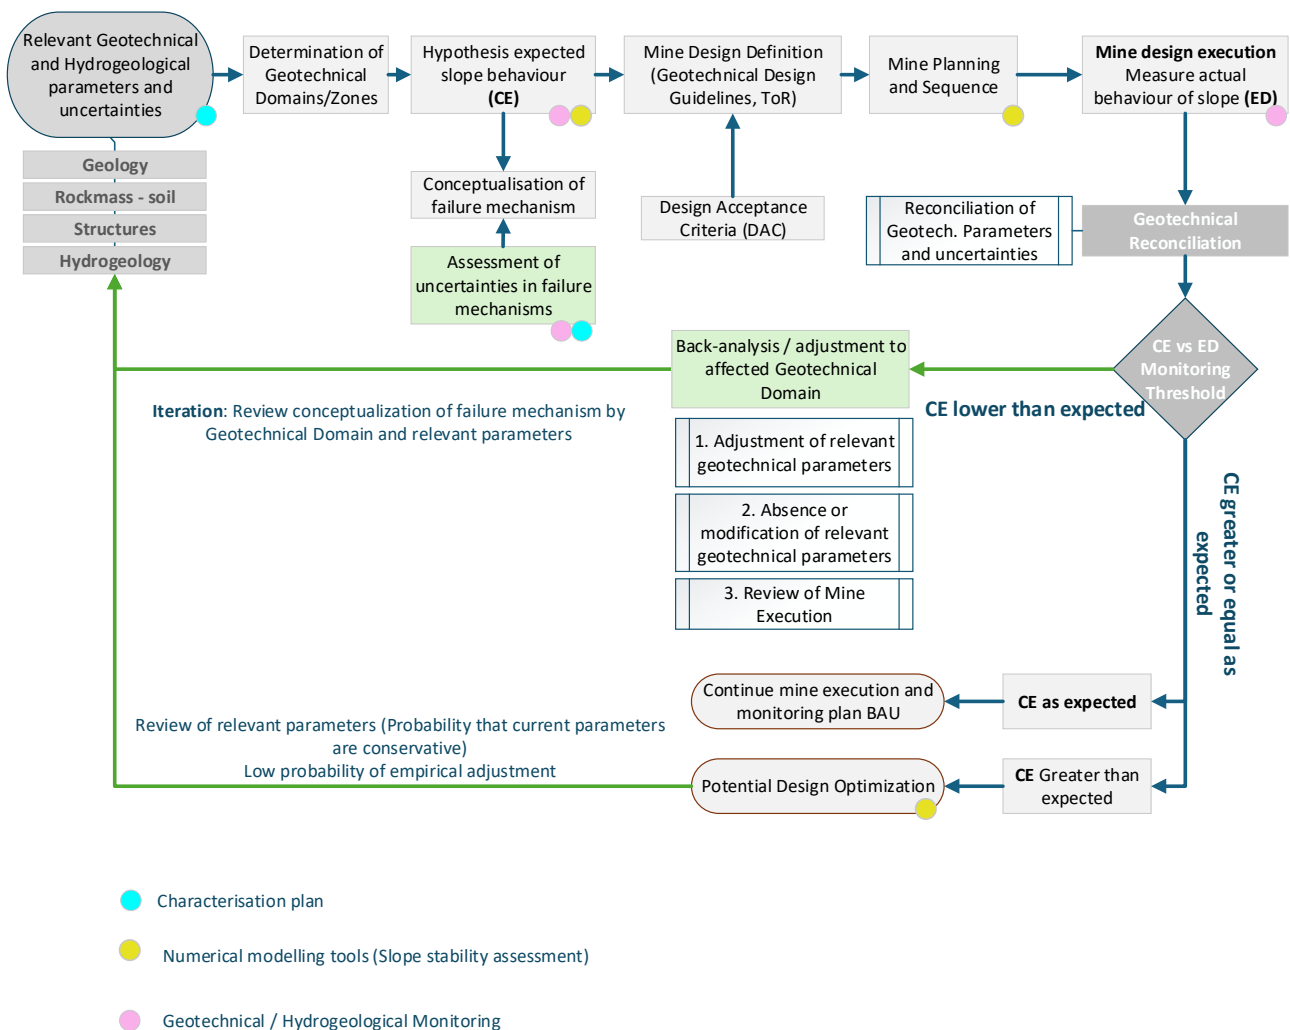 Relevant Geotechnical
and Hydrogeological
parameters and
uncertainties
Geology
Rockmass - soil
Structures
Hydrogeology
Determination of
Geotechnical
Domains/Zones
Hypothesis expected
slope behaviour
(CE)
Conceptualisation of
failure mechanism
Assessment of
uncertainties in failure
mechanisms
Mine Design Definition
(Geotechnical Design
Guidelines, ToR)
Design Acceptance
Criteria (DAC)
Mine Planning
and Sequence
Mine design execution
Measure actual
behaviour of slope (ED)
Reconciliation of
Geotech. Parameters
and uncertainties
Geotechnical
Reconciliation
CE vs ED
Monitoring
Threshold
CE lower than expected
Back-analysis / adjustment to
affected Geotechnical
Domain
1. Adjustment of relevant
geotechnical parameters
2. Absence or
modification of relevant
geotechnical parameters
3. Review of Mine
Execution
Iteration: Review conceptualization of failure mechanism by
Geotechnical Domain and relevant parameters
CE greater or equal as
expected
CE as expected
Continue mine execution and
monitoring plan BAU
CE Greater than
expected
Potential Design Optimization
Review of relevant parameters (Probability that current parameters
are conservative)
Low probability of empirical adjustment
Characterisation plan
Numerical modelling tools (Slope stability assessment)
Geotechnical / Hydrogeological Monitoring